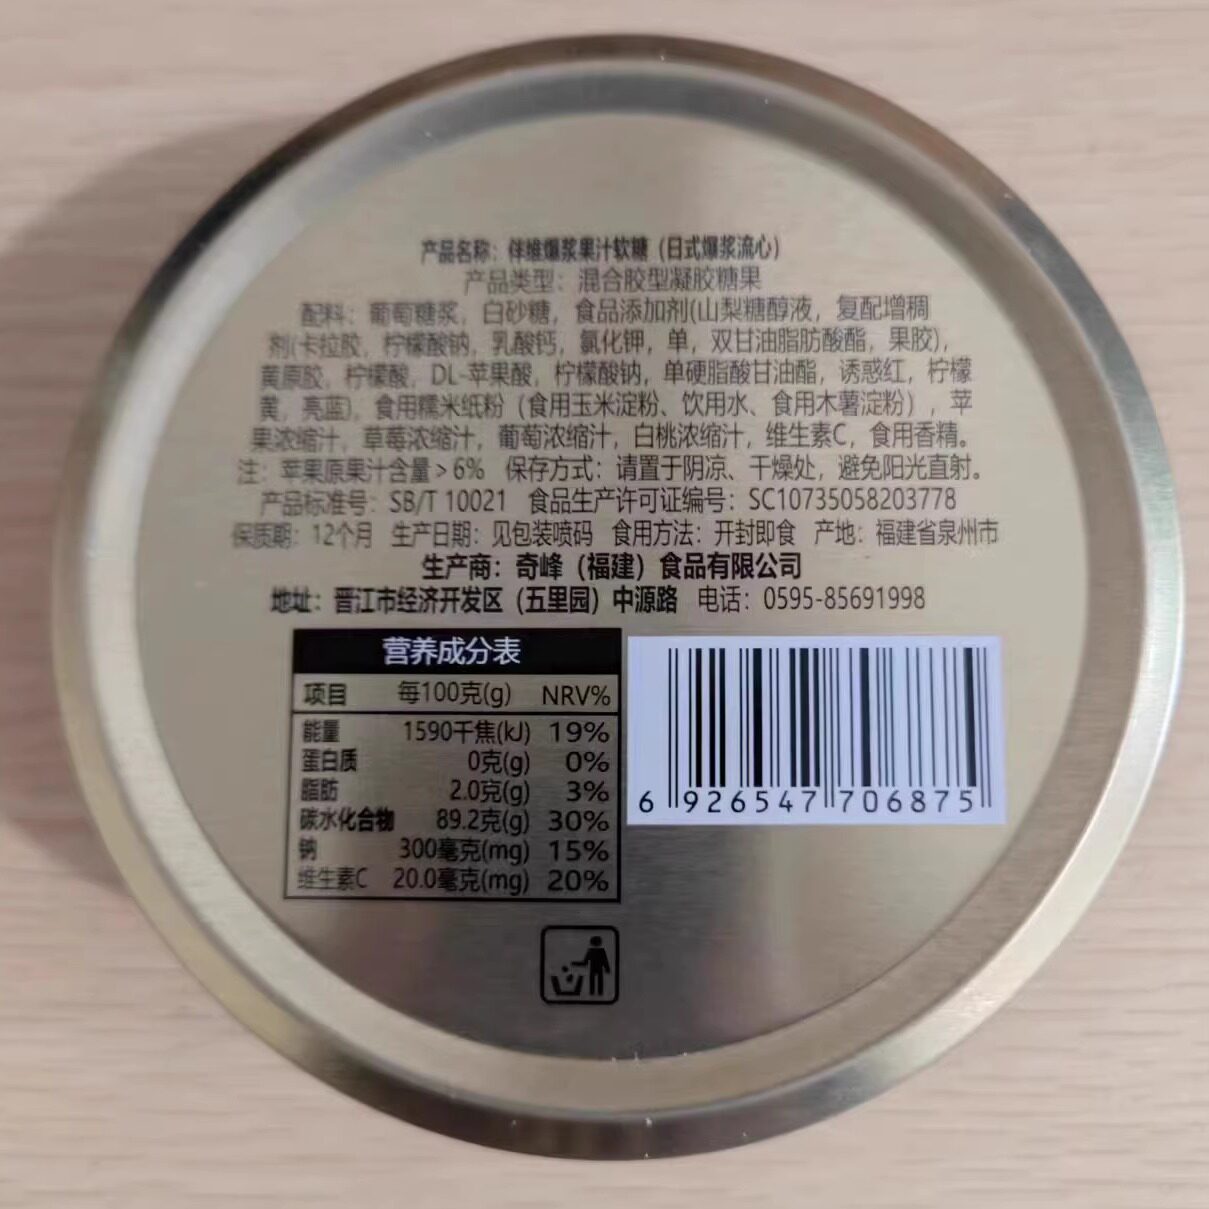 产品名称：伴维爆浆果汁软糖（日式爆浆流心）
产品类型：混合胶型凝胶糖果
配料：葡萄糖浆，白砂糖，食品添加剂(山梨糖醇液，复配增稠
剂(卡拉胶，柠檬酸钠，乳酸钙，氯化钾，单，双甘油脂肪酸酯，果胶)，
黄原胶，柠檬酸，DL-苹果酸，柠檬酸钠，单硬脂酸甘油酯，诱惑红，柠檬
黄，亮蓝)，食用糯米纸粉（食用玉米淀粉、饮用水、食用木薯淀粉），苹
果浓缩汁，草莓浓缩汁，葡萄浓缩汁，白桃浓缩汁，维生素C，食用香精。
注：苹果原果汁含量＞6% 保存方式：请置于阴凉、干燥处，避免阳光直射。
产品标准号：SB/T 10021 食品生产许可证编号：SC10735058203778
保质期：12个月 生产日期：见包装喷码 食用方法：开封即食 产地：福建省泉州市
生产商：奇峰（福建）食品有限公司
地址：晋江市经济开发区（五里园）中源路 电话：0595-85691998
营养成分表
项目 每100克(g) NRV%
能量 1590千焦(kJ) 19%
蛋白质 0克(g) 0%
脂肪 2.0克(g) 3%
碳水化合物 89.2克(g) 30%
钠 300毫克(mg) 15%
维生素C 20.0毫克(mg) 20%
6 926547 706875